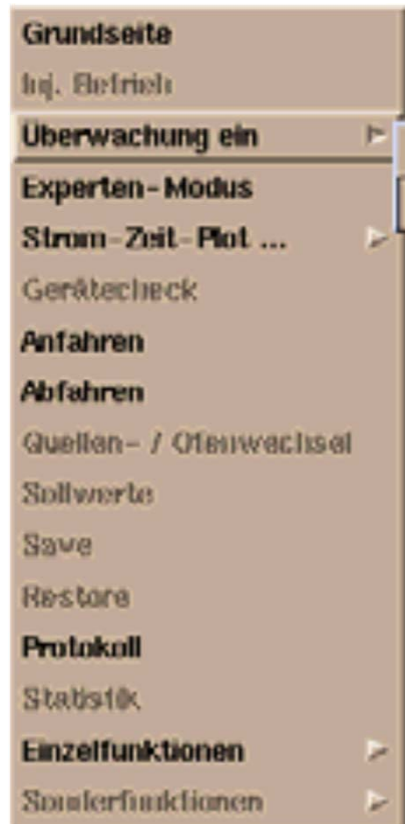 Grundseite
Inj. Betrieb
Überwachung ein
Experten-Modus
Strom-Zeit-Plot ...
Gerätecheck
Anfahren
Abfahren
Quellen- / Ofenwechsel
Sollwerte
Save
Restore
Protokoll
Statistik
Einzelfunktionen
Sonderfunktionen